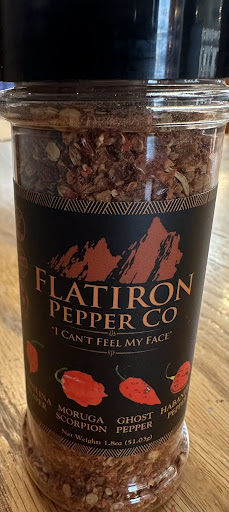 FLATIRON
PEPPER CO
"I CAN'T FEEL MY FACE"
MORUGA SCORPION
GHOST PEPPER
Net Weight: 1.8oz (51.03g)